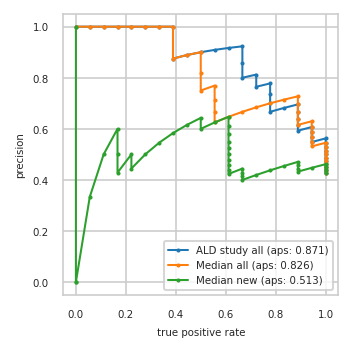 1.0
0.8
0.6
0.4
0.2
0.0
precision
0.0 0.2 0.4 0.6 0.8 1.0
true positive rate
ALD study all (aps: 0.871)
Median all (aps: 0.826)
Median new (aps: 0.513)